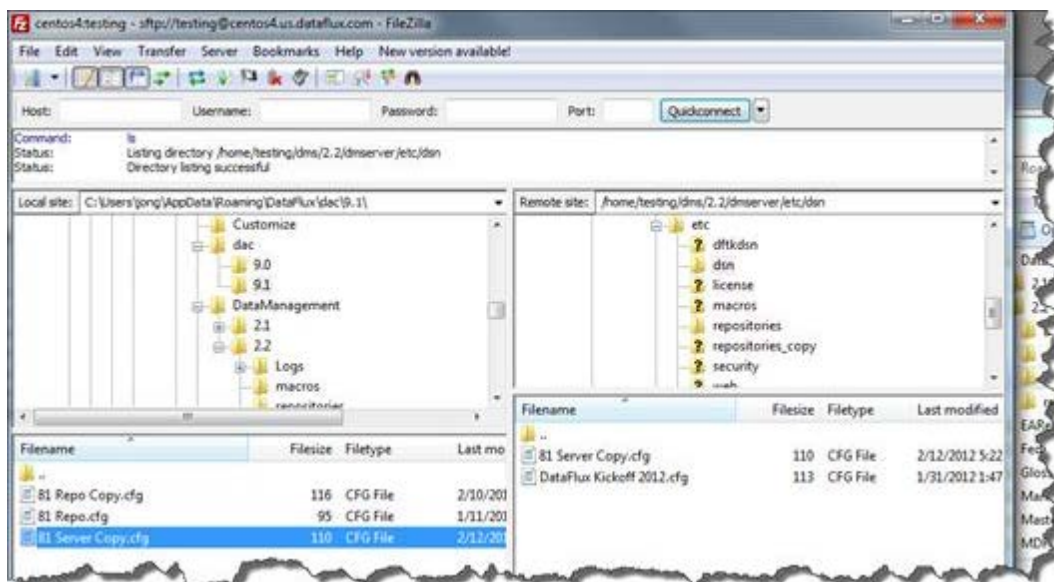 centos4:testing - sftp://testing@centos4.us.dataflux.com - FileZilla
File Edit View Transfer Server Bookmarks Help New version available!
Host: Username: Password: Port: Quickconnect
Command: ls
Status: Listing directory /home/testing/dms/2.2/dmserver/etc/dsn
Status: Directory listing successful
Local site: C:\Users\jong\AppData\Roaming\DataFlux\dac\9.1\
Customize
dac
9.0
9.1
DataManagement
2.1
2.2
Logs
macros
repositories
Filename Filesize Filetype Last mo
..
81 Repo Copy.cfg 116 CFG File 2/10/201
81 Repo.cfg 95 CFG File 1/11/201
81 Server Copy.cfg 110 CFG File 2/12/201
Remote site: /home/testing/dms/2.2/dmserver/etc/dsn
etc
? dftkdsn
dsn
? license
? macros
repositories
? repositories_copy
? security
? web
Filename Filesize Filetype Last modified
..
81 Server Copy.cfg 110 CFG File 2/12/2012 5:22
DataFlux Kickoff 2012.cfg 113 CFG File 1/31/2012 1:47